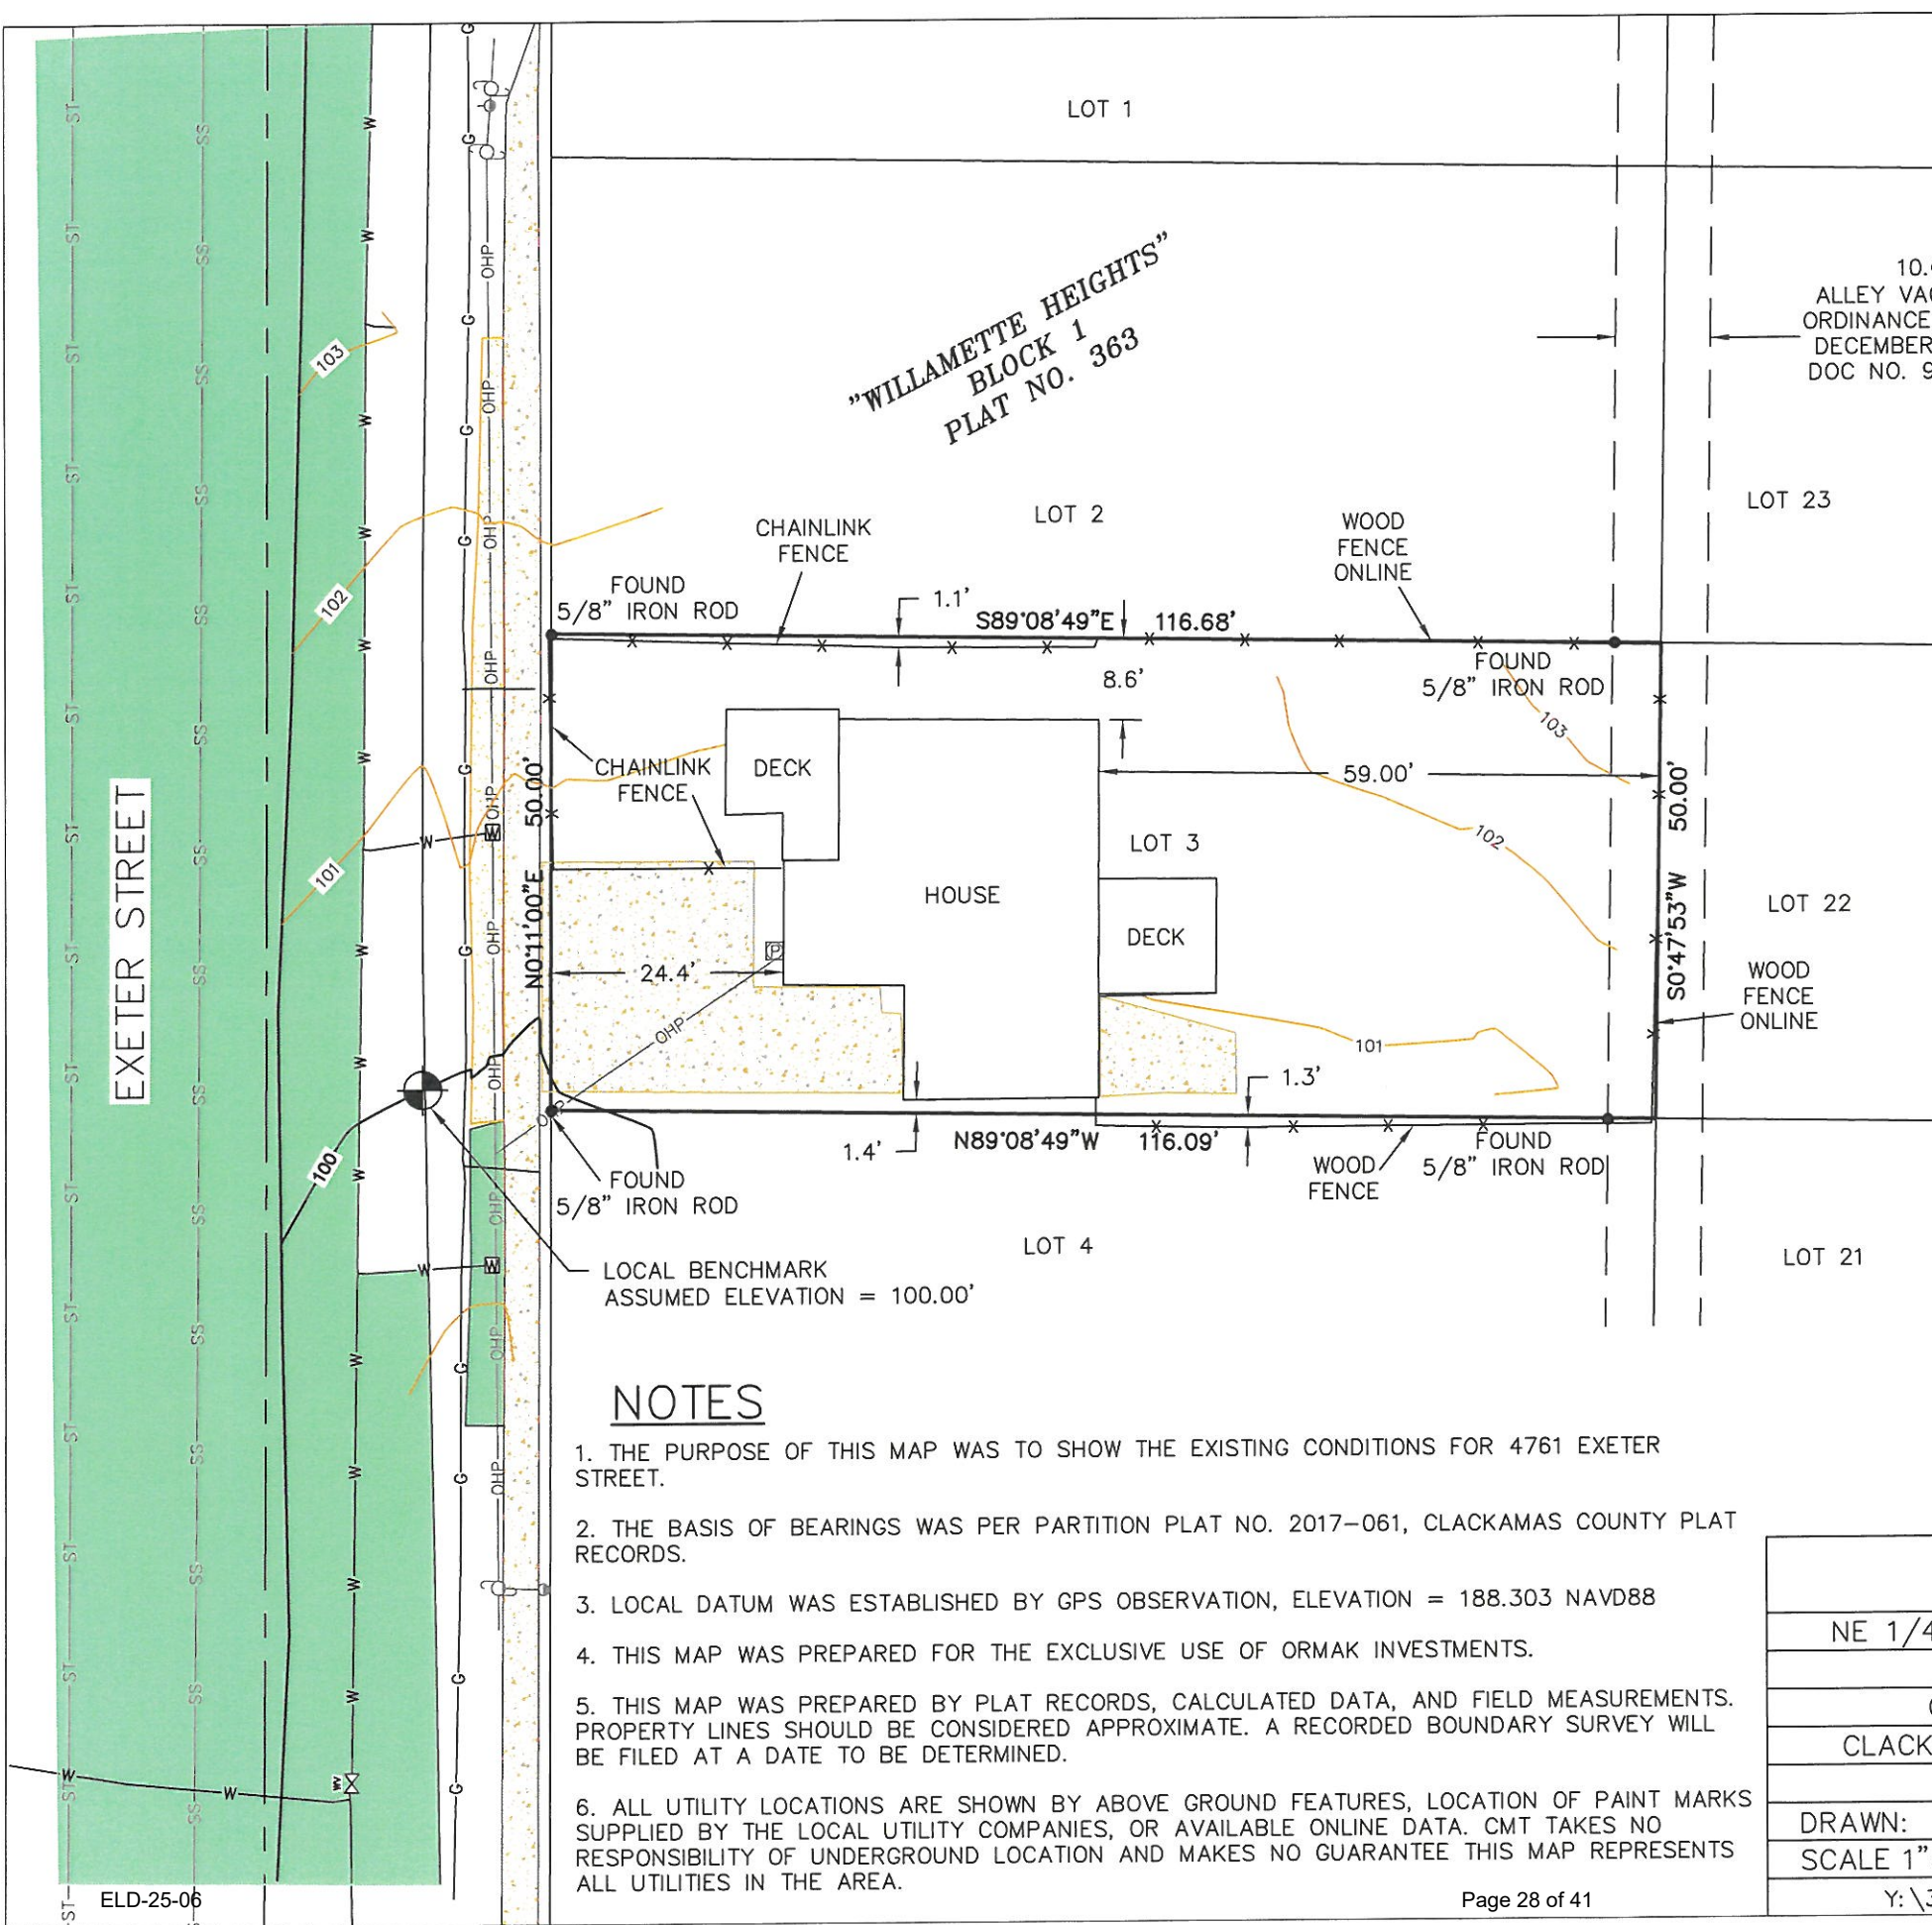 LOT 1
"WILLAMETTE HEIGHTS"
BLOCK 1
PLAT NO. 363
10.
ALLEY VA
ORDINANCE
DECEMBER
DOC NO. 9
LOT 2
LOT 23
CHAINLINK
FENCE
WOOD
FENCE
ONLINE
FOUND
5/8" IRON ROD
1.1'
S89°08'49"E 116.68'
8.6'
FOUND
5/8" IRON ROD
103
102
101
100
EXETER STREET
N0°11'00"E 50.00'
CHAINLINK
FENCE
DECK
59.00'
103
102
LOT 3
HOUSE
DECK
24.4'
S0°47'53"W 50.00'
LOT 22
WOOD
FENCE
ONLINE
101
1.3'
1.4'
N89°08'49"W 116.09'
WOOD
FENCE
FOUND
5/8" IRON ROD
FOUND
5/8" IRON ROD
LOT 4
LOT 21
LOCAL BENCHMARK
ASSUMED ELEVATION = 100.00'
ST
SS
W
G
OHP
P
WV
NOTES
1. THE PURPOSE OF THIS MAP WAS TO SHOW THE EXISTING CONDITIONS FOR 4761 EXETER
STREET.
2. THE BASIS OF BEARINGS WAS PER PARTITION PLAT NO. 2017-061, CLACKAMAS COUNTY PLAT
RECORDS.
3. LOCAL DATUM WAS ESTABLISHED BY GPS OBSERVATION, ELEVATION = 188.303 NAVD88
4. THIS MAP WAS PREPARED FOR THE EXCLUSIVE USE OF ORMAK INVESTMENTS.
5. THIS MAP WAS PREPARED BY PLAT RECORDS, CALCULATED DATA, AND FIELD MEASUREMENTS.
PROPERTY LINES SHOULD BE CONSIDERED APPROXIMATE. A RECORDED BOUNDARY SURVEY WILL
BE FILED AT A DATE TO BE DETERMINED.
6. ALL UTILITY LOCATIONS ARE SHOWN BY ABOVE GROUND FEATURES, LOCATION OF PAINT MARKS
SUPPLIED BY THE LOCAL UTILITY COMPANIES, OR AVAILABLE ONLINE DATA. CMT TAKES NO
RESPONSIBILITY OF UNDERGROUND LOCATION AND MAKES NO GUARANTEE THIS MAP REPRESENTS
ALL UTILITIES IN THE AREA.
NE 1/4
CLACK
DRAWN:
SCALE 1"
Y:\3
ELD-25-06
Page 28 of 41